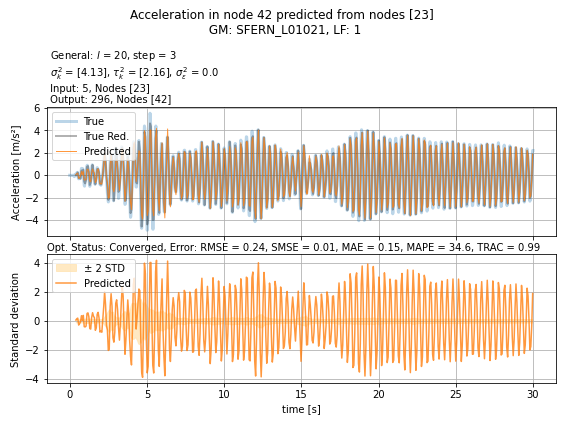 Acceleration in node 42 predicted from nodes [23]
GM: SFERN_L01021, LF: 1
General: l = 20, step = 3
σ²ₖ = [4.13], τ²ₖ = [2.16], σ²ₑ = 0.0
Input: 5, Nodes [23]
Output: 296, Nodes [42]
6
4
2
0
−2
−4
Acceleration [m/s²]
True
True Red.
Predicted
Opt. Status: Converged, Error: RMSE = 0.24, SMSE = 0.01, MAE = 0.15, MAPE = 34.6, TRAC = 0.99
4
2
0
−2
−4
Standard deviation
± 2 STD
Predicted
0 5 10 15 20 25 30
time [s]